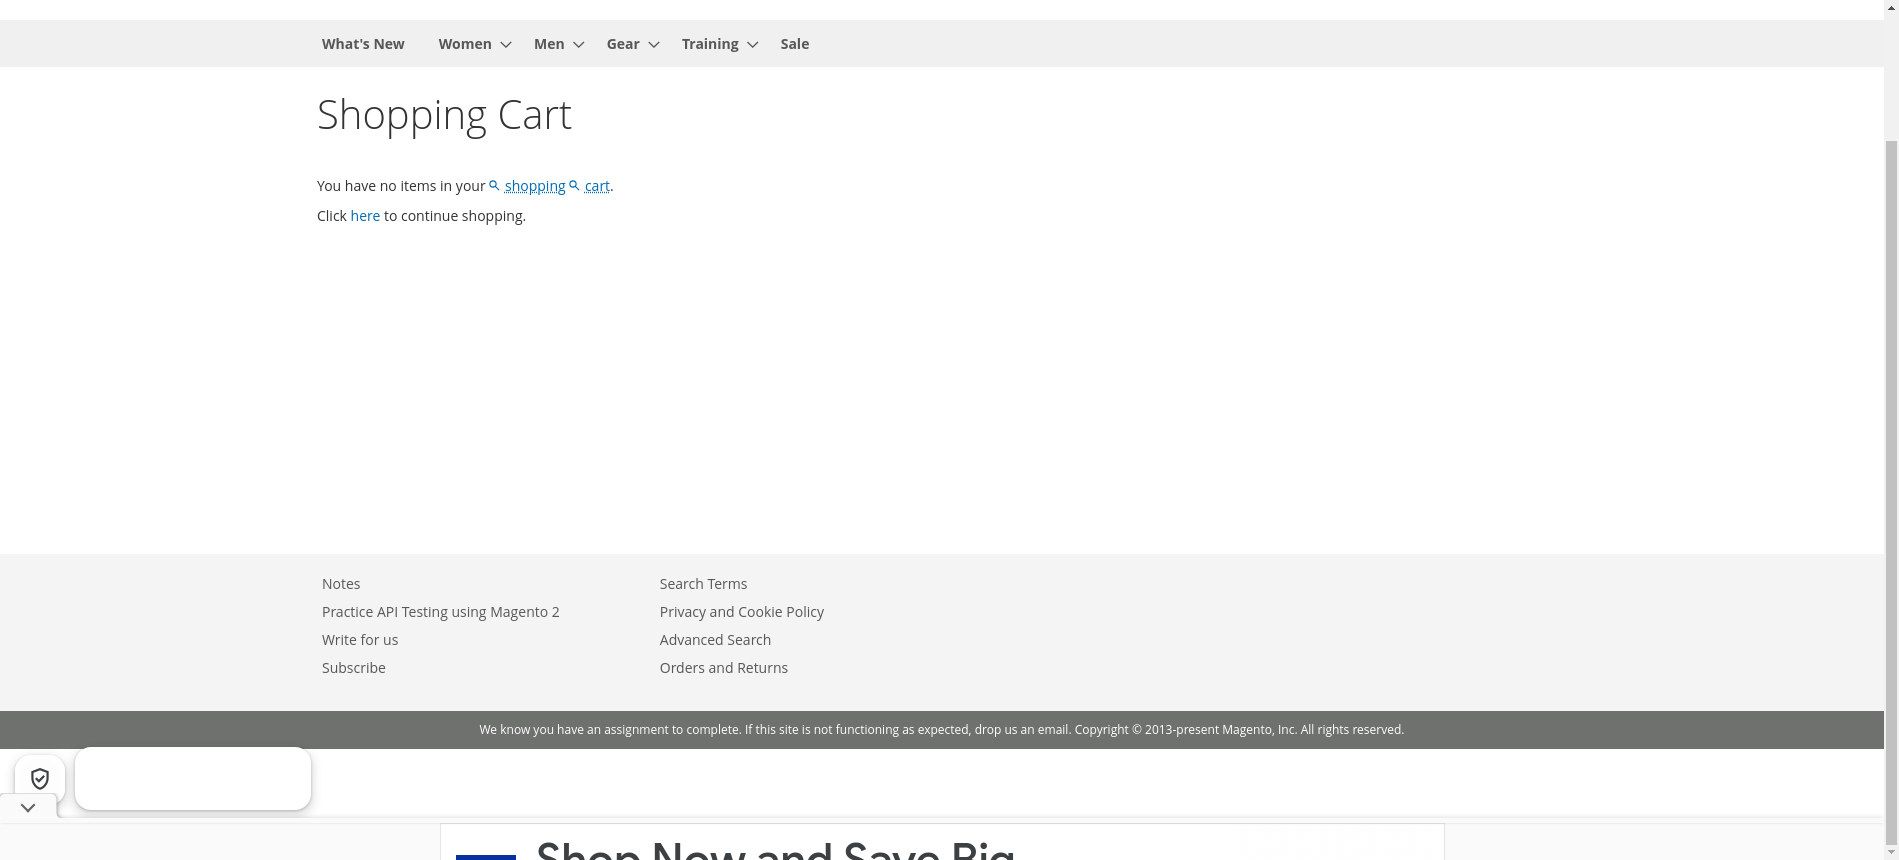 What's New Women Men Gear Training Sale
Shopping Cart
You have no items in your shopping cart.
Click here to continue shopping.
Notes
Practice API Testing using Magento 2
Write for us
Subscribe
Search Terms
Privacy and Cookie Policy
Advanced Search
Orders and Returns
We know you have an assignment to complete. If this site is not functioning as expected, drop us an email. Copyright © 2013-present Magento, Inc. All rights reserved.
Shop Now and Save Big